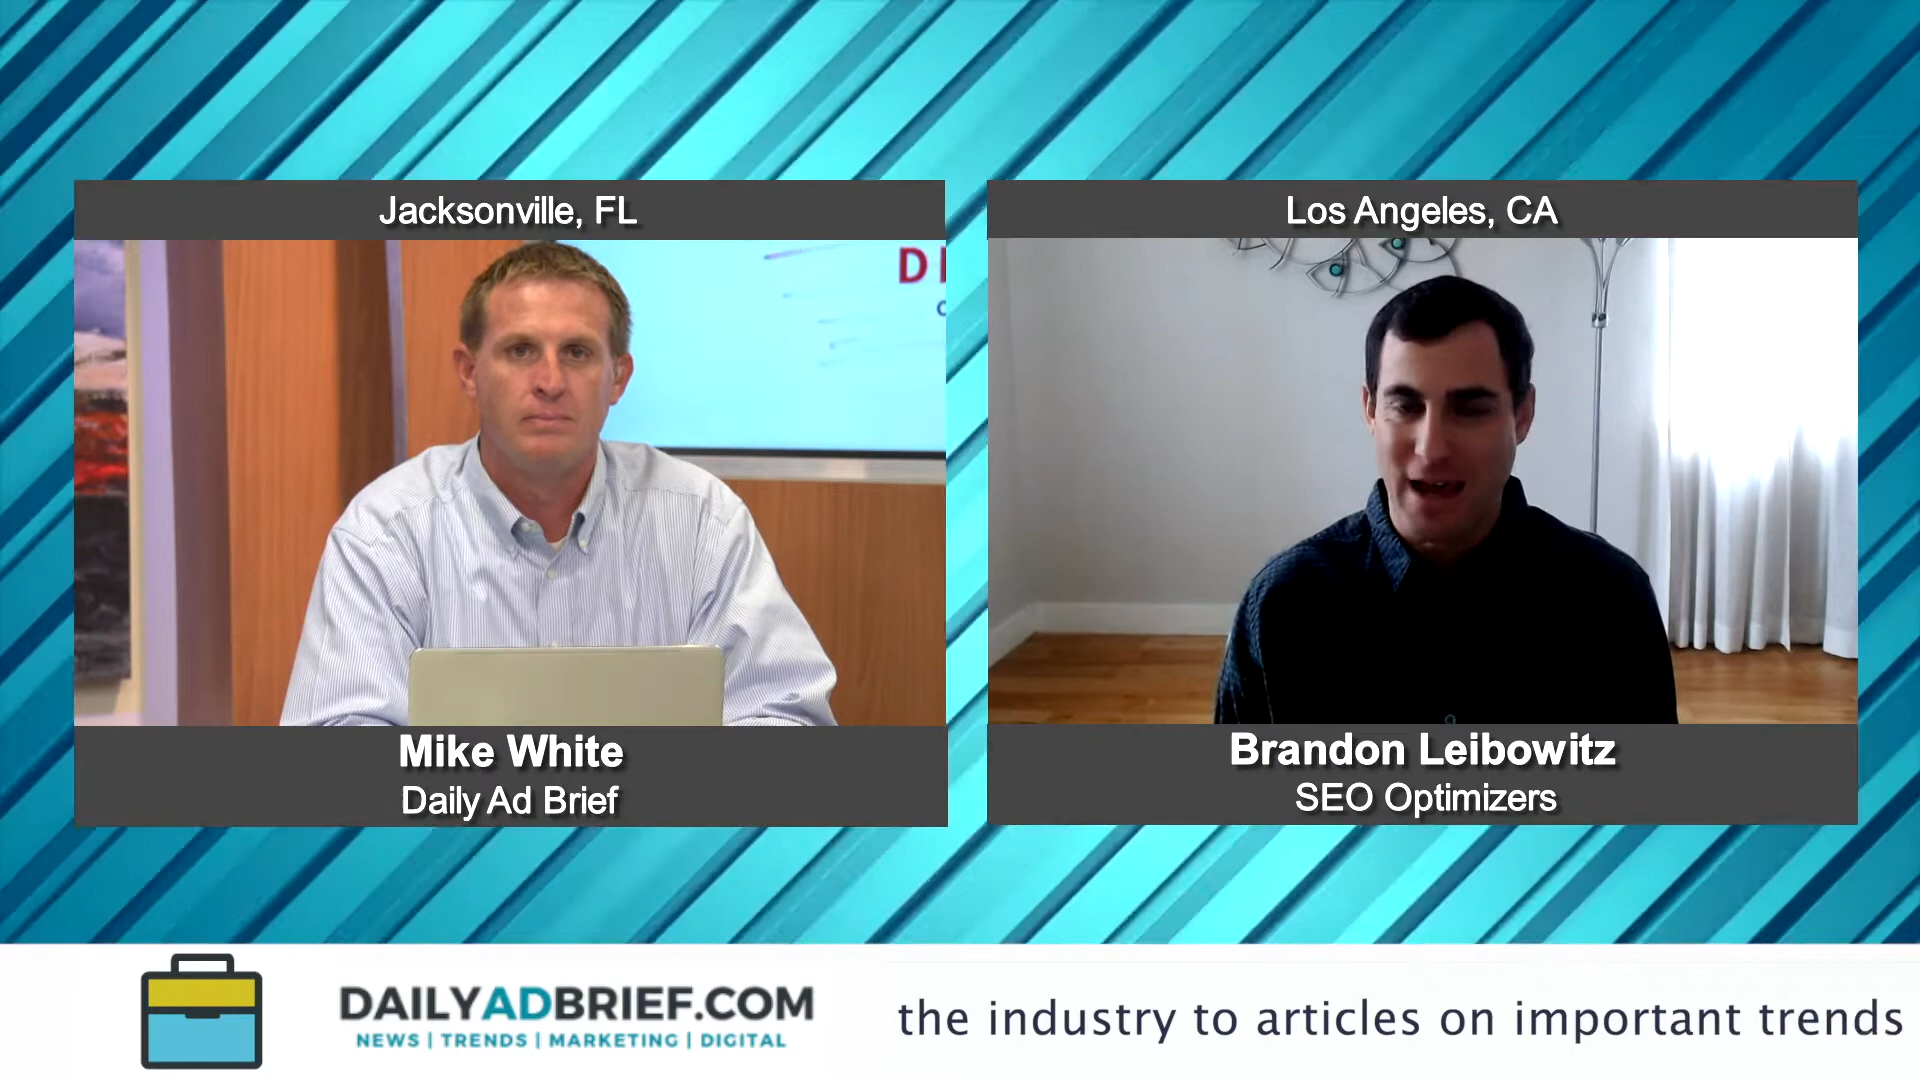 Jacksonville, FL
Los Angeles, CA
D
Mike White
Daily Ad Brief
Brandon Leibowitz
SEO Optimizers
DAILYADBRIEF.COM
NEWS | TRENDS | MARKETING | DIGITAL
the industry to articles on important trends